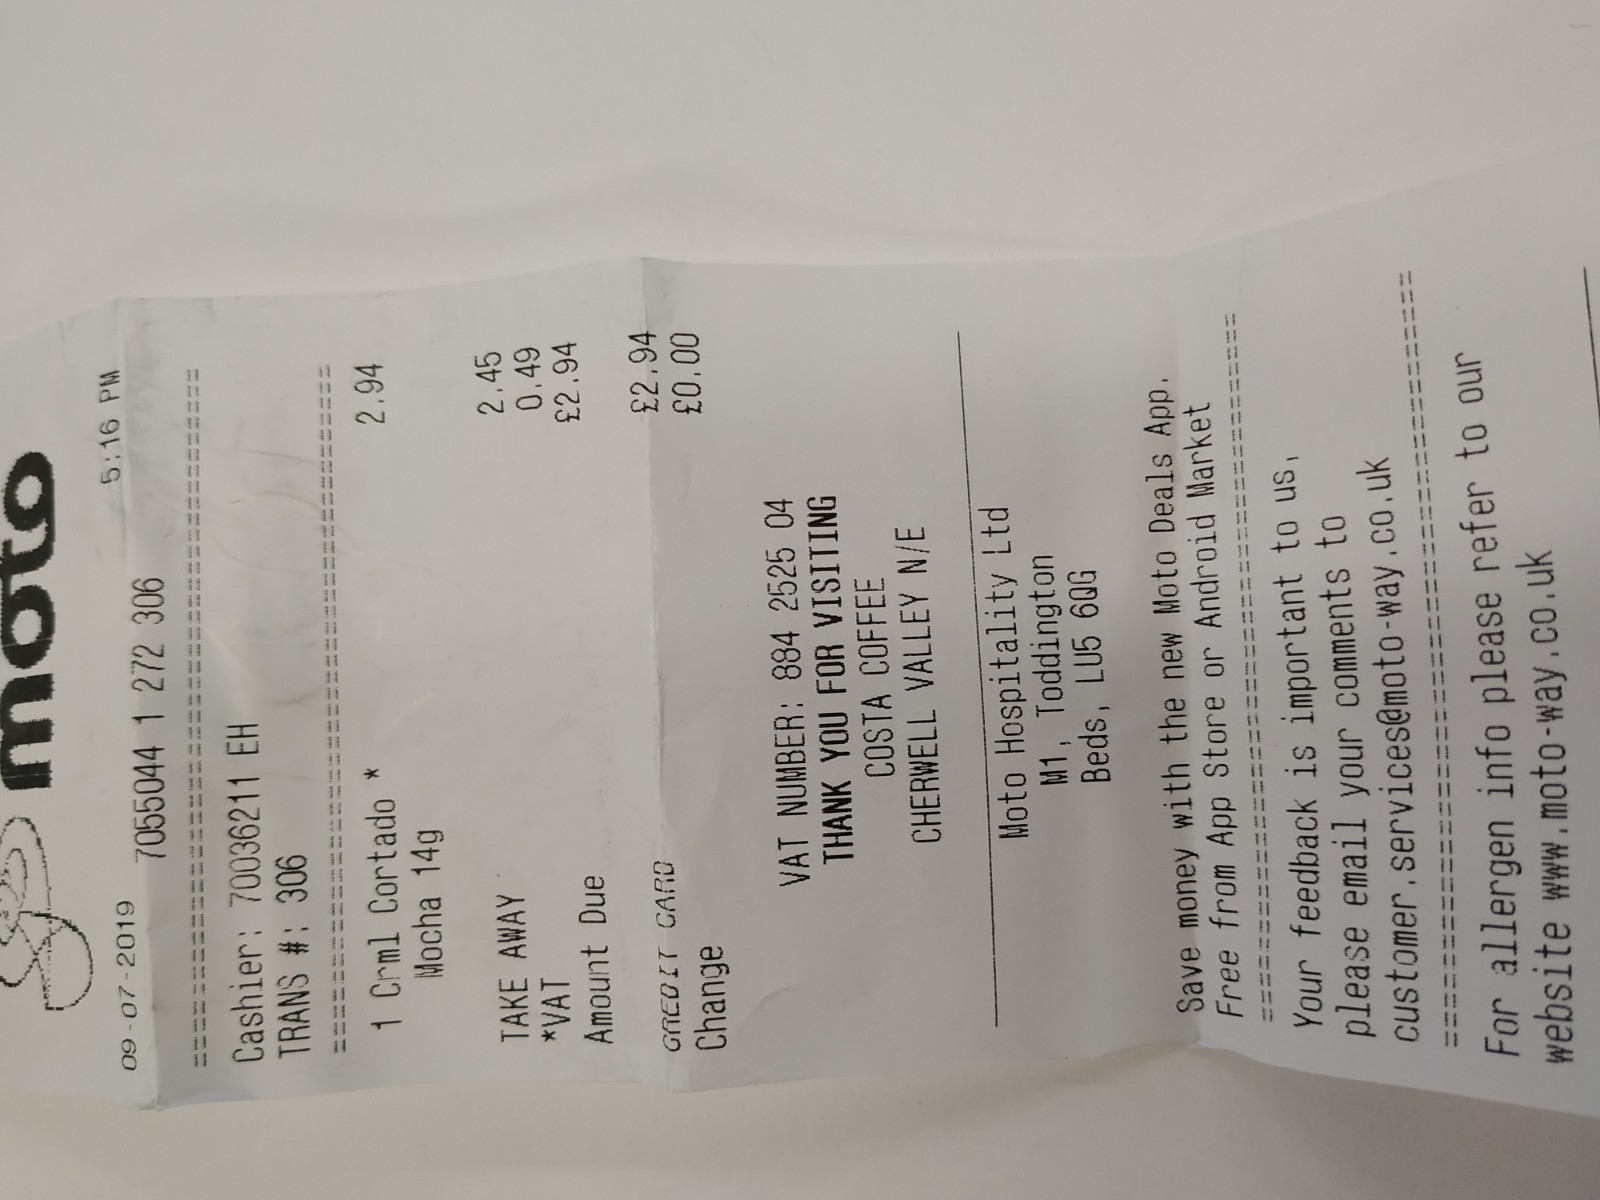 moto
09-07-2019 5:16 PM
7055044 1 272 306
========================================
Cashier: 70036211 EH
TRANS #: 306
========================================
1 Crml Cortado * 2.94
Mocha 14g
TAKE AWAY 2.45
*VAT 0.49
Amount Due £2.94
CREDIT CARD £2.94
Change £0.00
VAT NUMBER: 884 2525 04
THANK YOU FOR VISITING
COSTA COFFEE
CHERWELL VALLEY N/E
Moto Hospitality Ltd
M1, Toddington
Beds, LU5 6QG
Save money with the new Moto Deals App.
Free from App Store or Android Market
========================================
Your feedback is important to us,
please email your comments to
customer.services@moto-way.co.uk
========================================
For allergen info please refer to our
website www.moto-way.co.uk